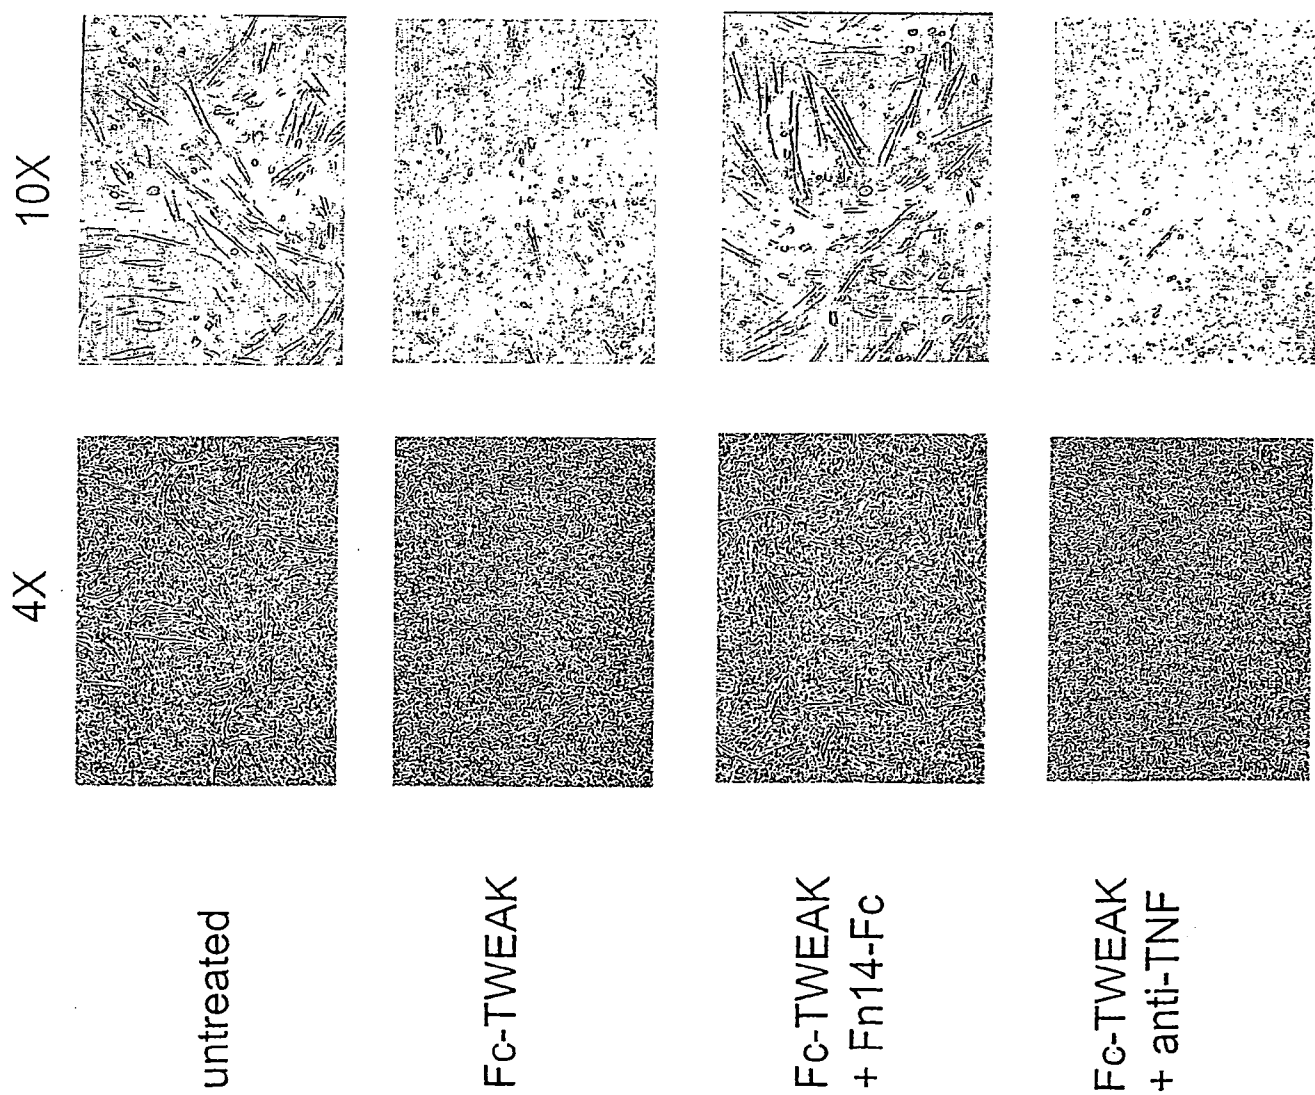 4X
10X
untreated
Fc-TWEAK
Fc-TWEAK
+ Fn14-Fc
Fc-TWEAK
+ anti-TNF